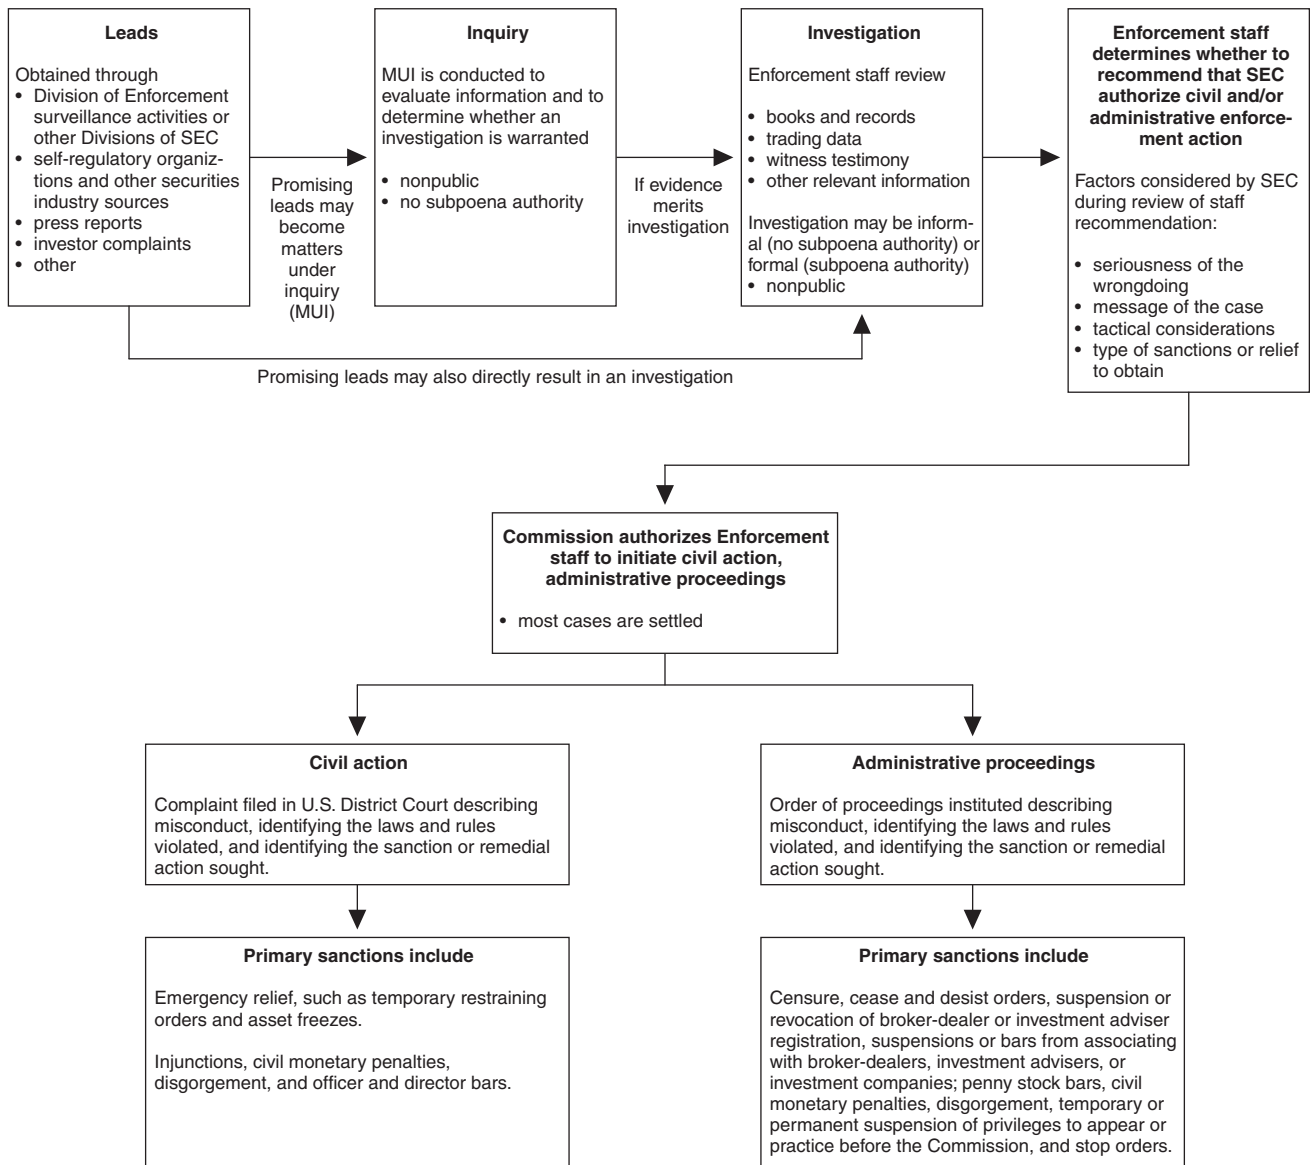 Leads
Obtained through
• Division of Enforcement
surveillance activities or
other Divisions of SEC
• self-regulatory organiz-
tions and other securities
industry sources
• press reports
• investor complaints
• other
Promising
leads may
become
matters
under
inquiry
(MUI)
Inquiry
MUI is conducted to
evaluate information and to
determine whether an
investigation is warranted
• nonpublic
• no subpoena authority
If evidence
merits
investigation
Investigation
Enforcement staff review
• books and records
• trading data
• witness testimony
• other relevant information
Investigation may be inform-
al (no subpoena authority) or
formal (subpoena authority)
• nonpublic
Enforcement staff
determines whether to
recommend that SEC
authorize civil and/or
administrative enforce-
ment action
Factors considered by SEC
during review of staff
recommendation:
• seriousness of the
wrongdoing
• message of the case
• tactical considerations
• type of sanctions or relief
to obtain
Promising leads may also directly result in an investigation
Commission authorizes Enforcement
staff to initiate civil action,
administrative proceedings
• most cases are settled
Civil action
Complaint filed in U.S. District Court describing
misconduct, identifying the laws and rules
violated, and identifying the sanction or remedial
action sought.
Administrative proceedings
Order of proceedings instituted describing
misconduct, identifying the laws and rules
violated, and identifying the sanction or remedial
action sought.
Primary sanctions include
Emergency relief, such as temporary restraining
orders and asset freezes.
Injunctions, civil monetary penalties,
disgorgement, and officer and director bars.
Primary sanctions include
Censure, cease and desist orders, suspension or
revocation of broker-dealer or investment adviser
registration, suspensions or bars from associating
with broker-dealers, investment advisers, or
investment companies; penny stock bars, civil
monetary penalties, disgorgement, temporary or
permanent suspension of privileges to appear or
practice before the Commission, and stop orders.